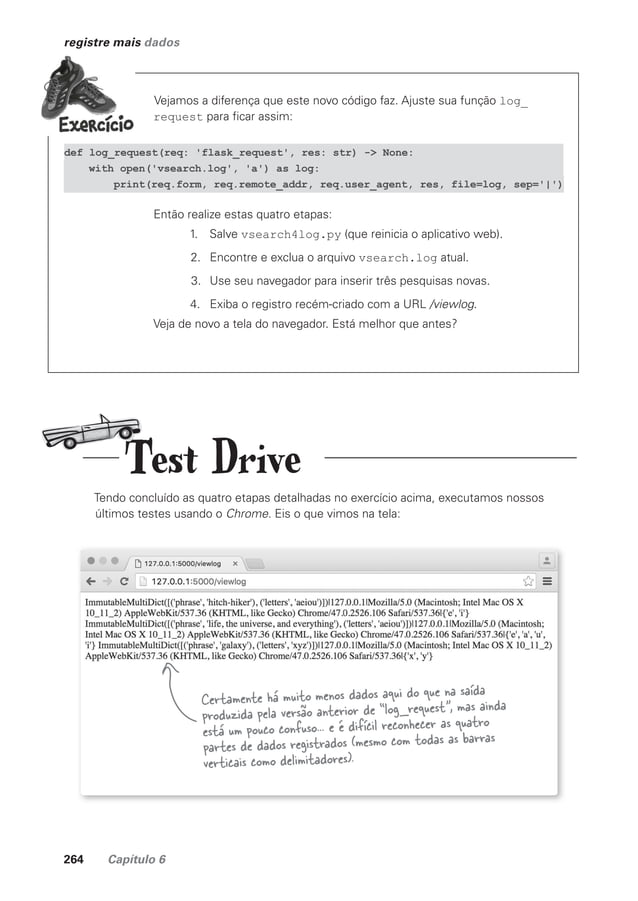 registre mais dados
Exercício
Vejamos a diferença que este novo código faz. Ajuste sua função log_
request para ficar assim:
def log_request(req: 'flask_request', res: str) -> None:
    with open('vsearch.log', 'a') as log:
        print(req.form, req.remote_addr, req.user_agent, res, file=log, sep='|')
Então realize estas quatro etapas:
1. Salve vsearch4log.py (que reinicia o aplicativo web).
2. Encontre e exclua o arquivo vsearch.log atual.
3. Use seu navegador para inserir três pesquisas novas.
4. Exiba o registro recém-criado com a URL /viewlog.
Veja de novo a tela do navegador. Está melhor que antes?
Test Drive
Tendo concluído as quatro etapas detalhadas no exercício acima, executamos nossos
últimos testes usando o Chrome. Eis o que vimos na tela:
127.0.0.1:5000/viewlog ×
127.0.0.1:5000/viewlog
ImmutableMultiDict([('phrase', 'hitch-hiker'), ('letters', 'aeiou')])|127.0.0.1|Mozilla/5.0 (Macintosh; Intel Mac OS X
10_11_2) AppleWebKit/537.36 (KHTML, like Gecko) Chrome/47.0.2526.106 Safari/537.36|{'e', 'i'}
ImmutableMultiDict([('phrase', 'life, the universe, and everything'), ('letters', 'aeiou')])|127.0.0.1|Mozilla/5.0 (Macintosh;
Intel Mac OS X 10_11_2) AppleWebKit/537.36 (KHTML, like Gecko) Chrome/47.0.2526.106 Safari/537.36|{'e', 'a', 'u',
'i'} ImmutableMultiDict([('phrase', 'galaxy'), ('letters', 'xyz')])|127.0.0.1|Mozilla/5.0 (Macintosh; Intel Mac OS X 10_11_2)
AppleWebKit/537.36 (KHTML, like Gecko) Chrome/47.0.2526.106 Safari/537.36|{'x', 'y'}
Certamente há muito menos dados aqui do que na saída
produzida pela versão anterior de "log_request", mas ainda
está um pouco confuso... e é difícil reconhecer as quatro
partes de dados registrados (mesmo com todas as barras
verticais como delimitadores).
264 Capítulo 6